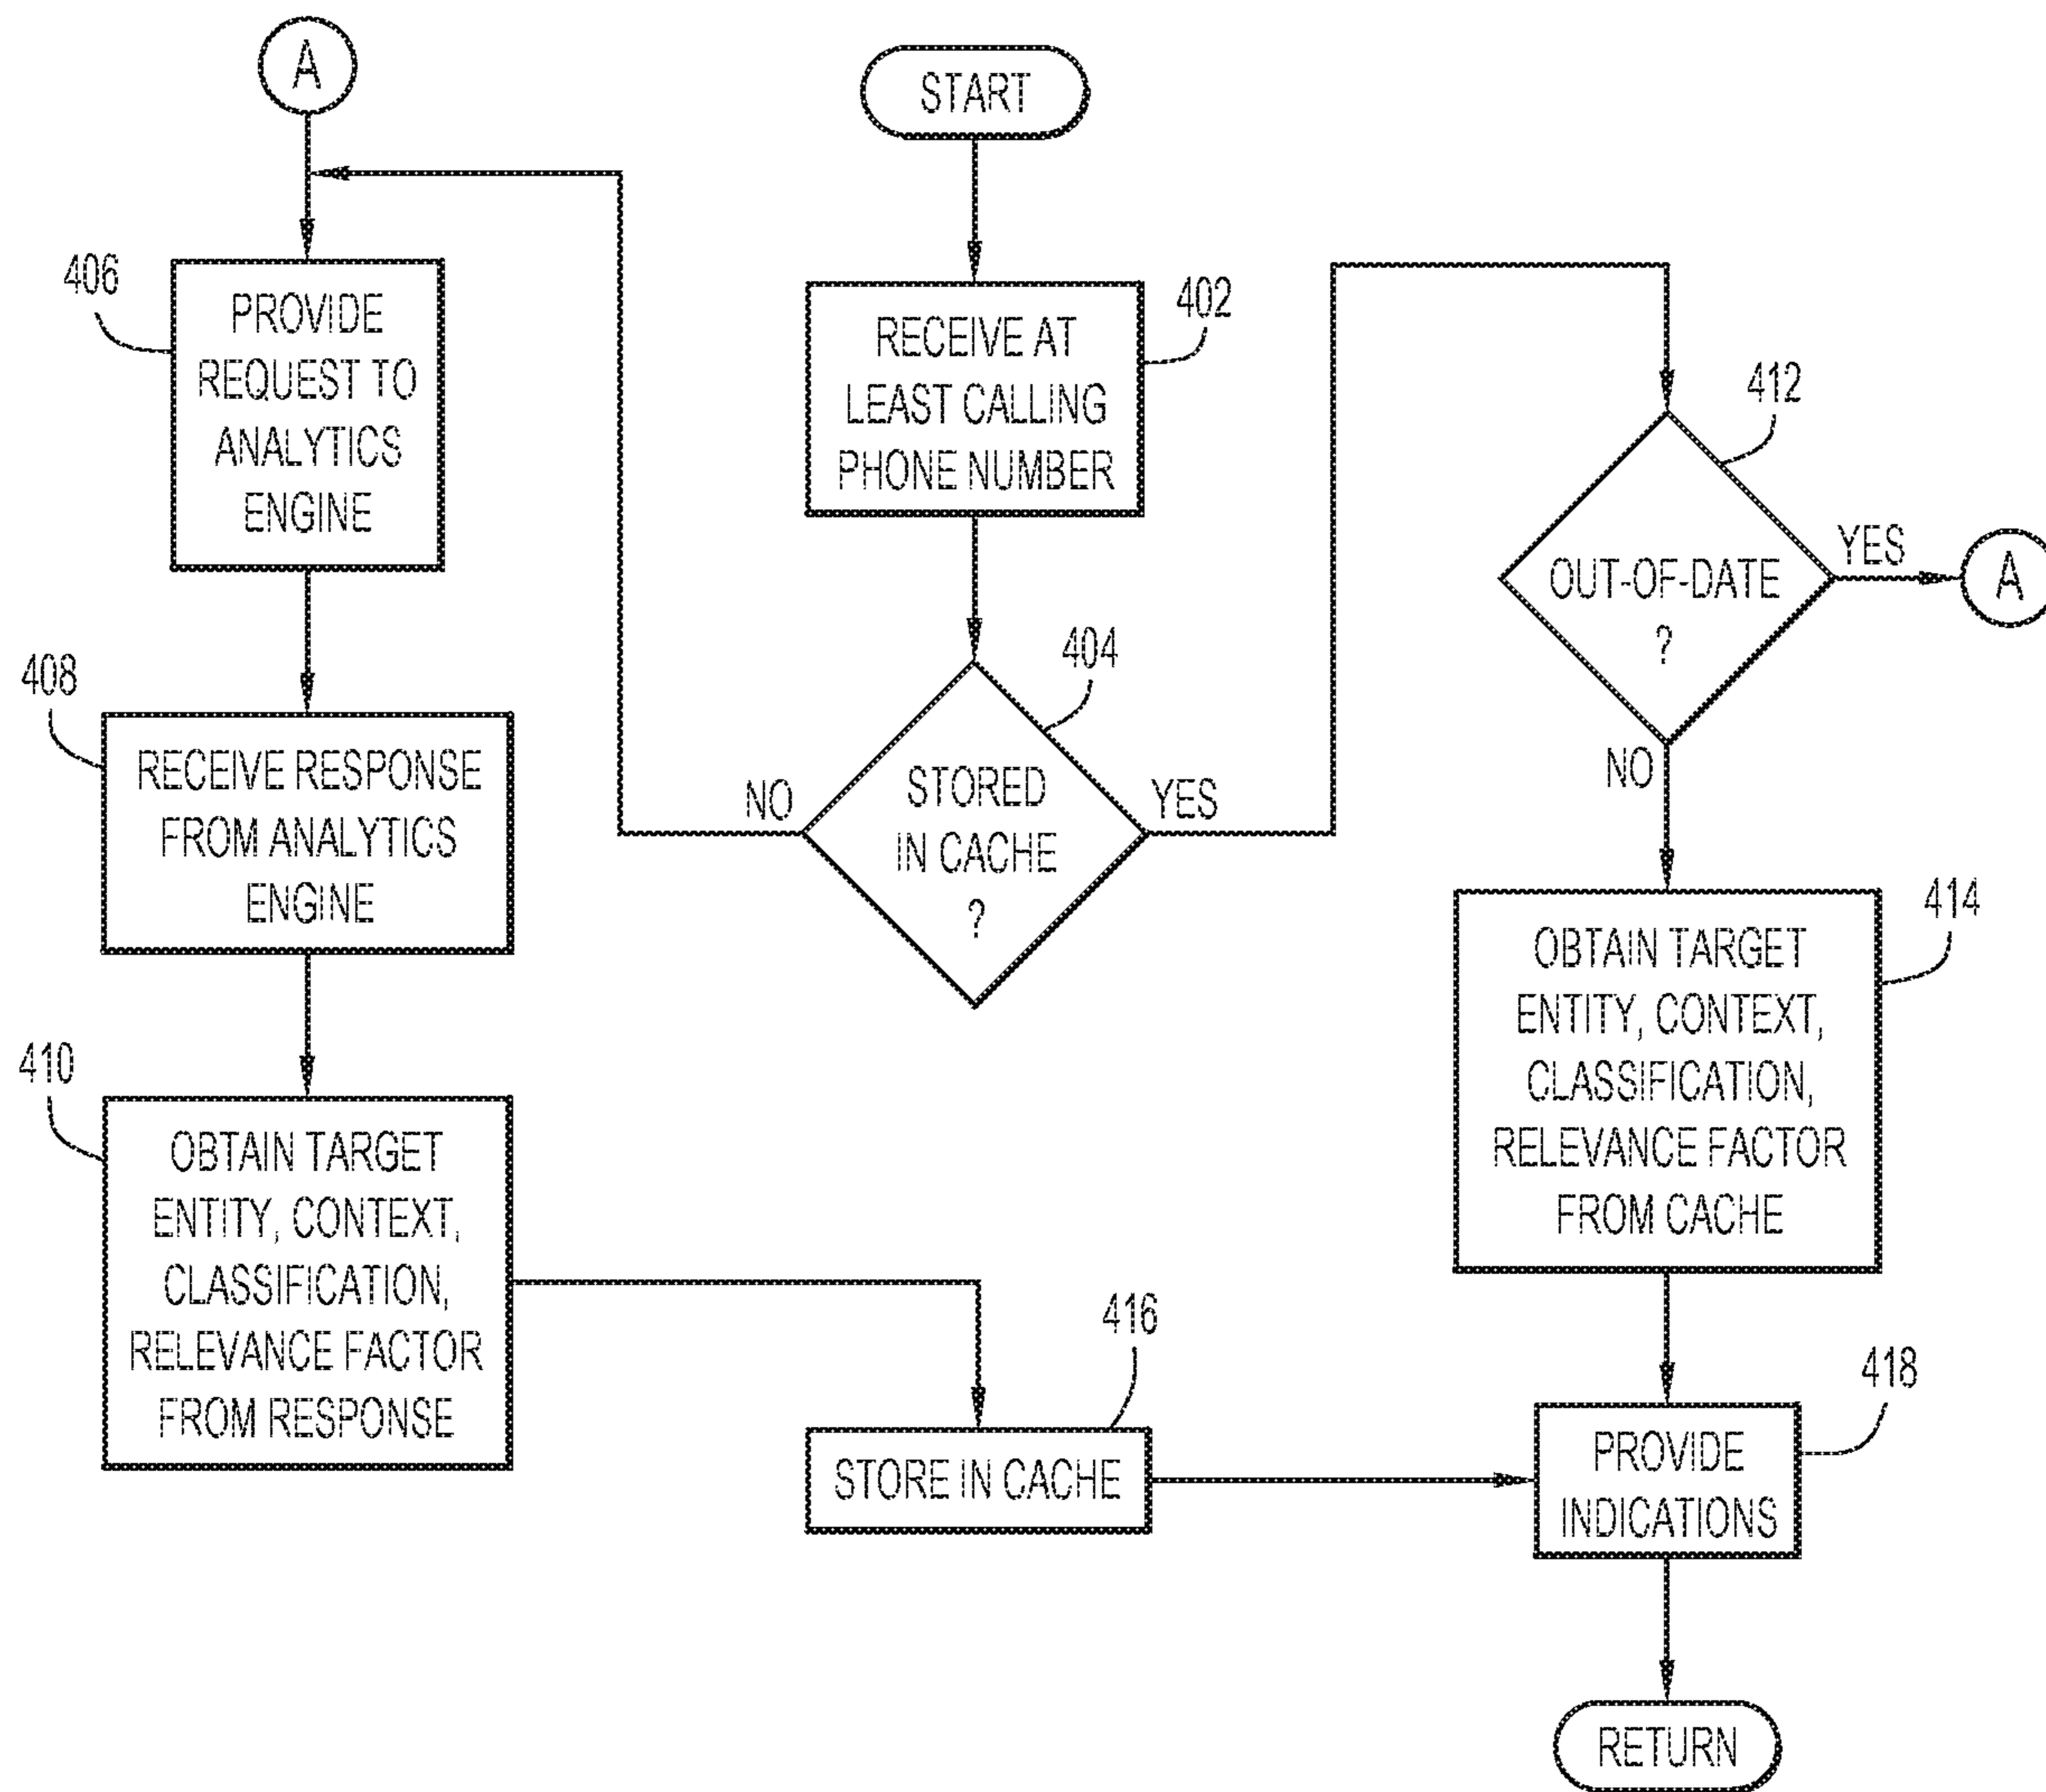 A
START
406
PROVIDE
REQUEST TO
ANALYTICS
ENGINE
402
RECEIVE AT
LEAST CALLING
PHONE NUMBER
412
OUT-OF-DATE
?
YES
A
NO
408
RECEIVE RESPONSE
FROM ANALYTICS
ENGINE
404
NO
STORED
IN CACHE
?
YES
414
OBTAIN TARGET
ENTITY, CONTEXT,
CLASSIFICATION,
RELEVANCE FACTOR
FROM CACHE
410
OBTAIN TARGET
ENTITY, CONTEXT,
CLASSIFICATION,
RELEVANCE FACTOR
FROM RESPONSE
416
STORE IN CACHE
418
PROVIDE
INDICATIONS
RETURN